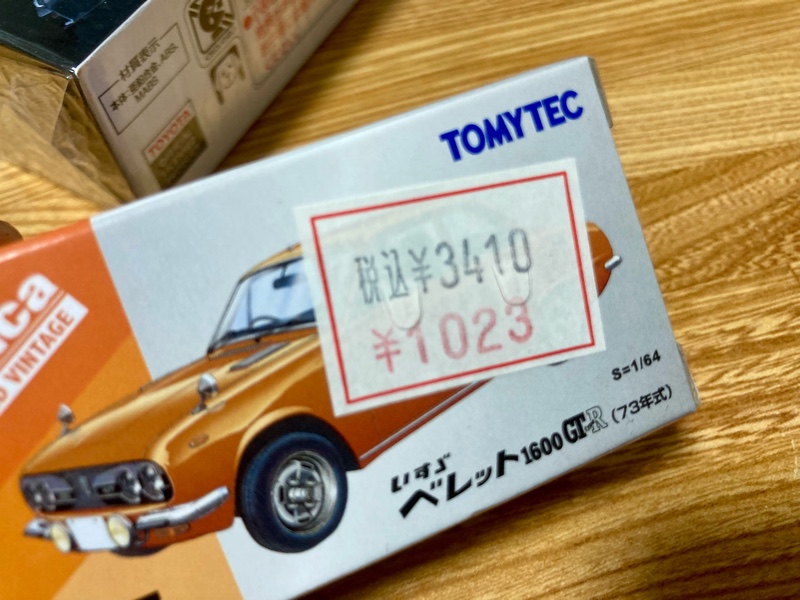 材質表示
本体:亜鉛合金、ABS、
MABS
TOYOTA
TOMYTEC
税込¥3410
¥1023
S=1/64
いすゞ
ベレット1600GT-R(73年式)
ica
D VINTAGE